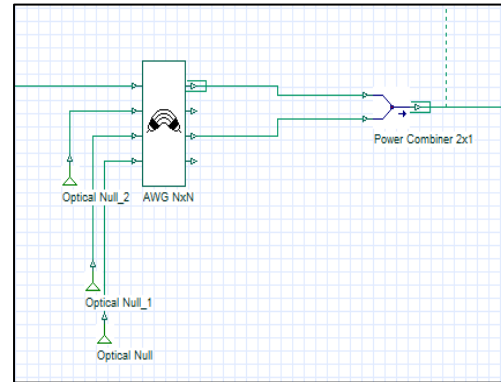 Power Combiner 2x1
Optical Null_2
AWG NxN
Optical Null_1
Optical Null